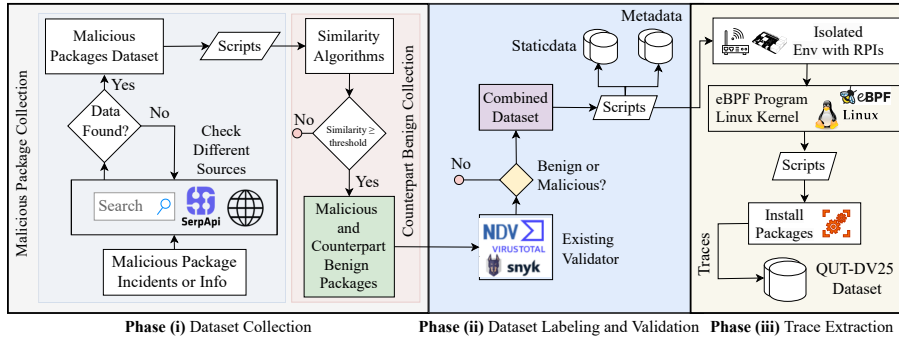 Malicious Package Collection
Malicious
Packages Dataset
Scripts
Yes
Data
Found?
No
Check
Different
Sources
Search
SerpApi
Malicious Package
Incidents or Info
Similarity
Algorithms
No
Similarity ≥
threshold
Yes
Malicious
and
Counterpart
Benign
Packages
Counterpart Benign Collection
Phase (i) Dataset Collection
Metadata
Staticdata
Combined
Dataset
Scripts
No
Benign or
Malicious?
NDV
VIRUSTOTAL
snyk
Existing
Validator
Phase (ii) Dataset Labeling and Validation
Isolated
Env with RPIs
eBPF Program
Linux Kernel
eBPF
Linux
Scripts
Install
Packages
Traces
QUT-DV25
Dataset
Phase (iii) Trace Extraction